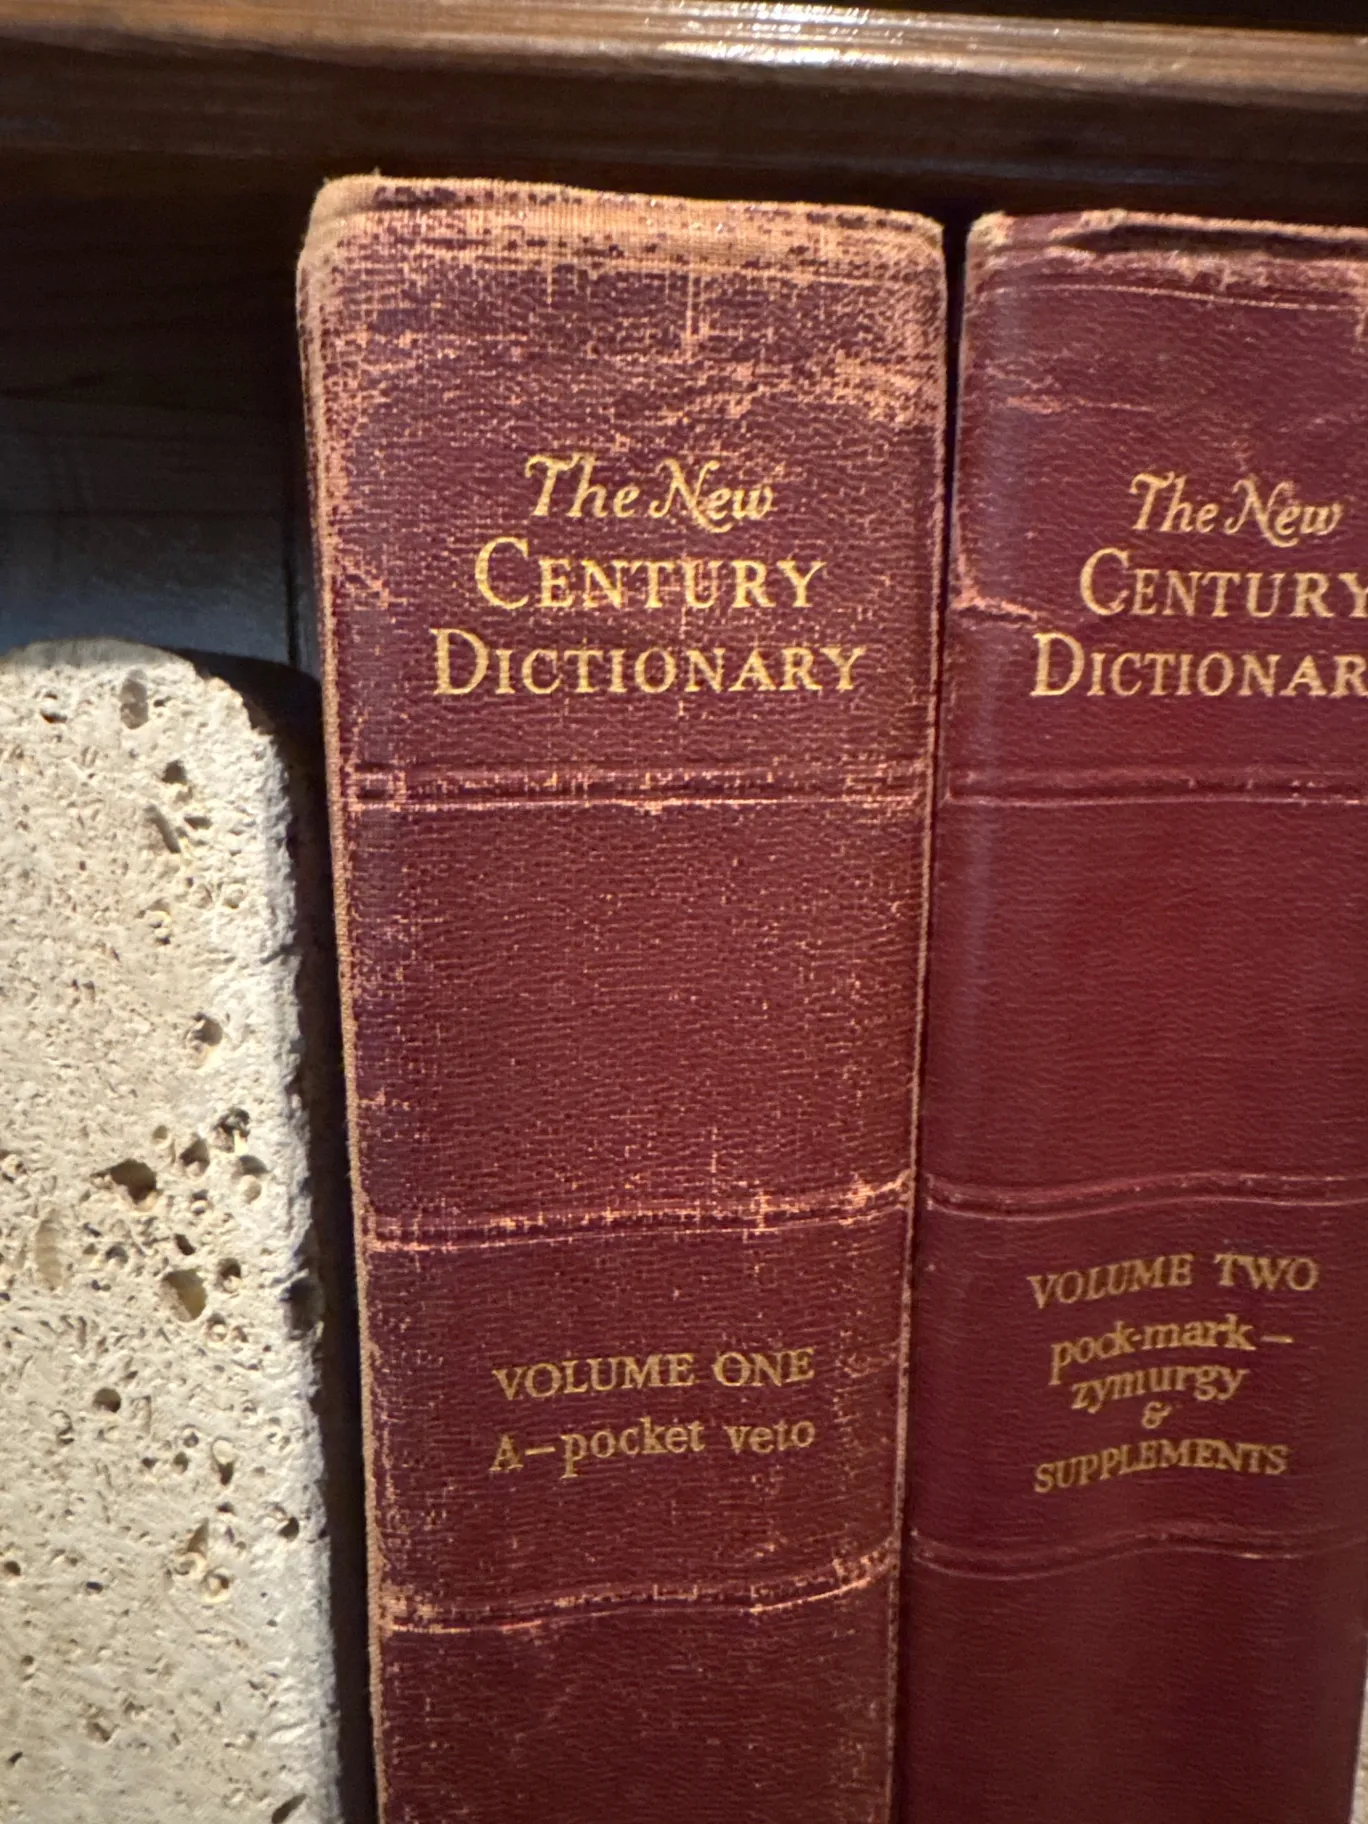 The New
CENTURY
DICTIONARY
VOLUME ONE
A–pocket veto
The New
CENTURY
DICTIONAR
VOLUME TWO
pock-mark –
zymurgy
&
SUPPLEMENTS